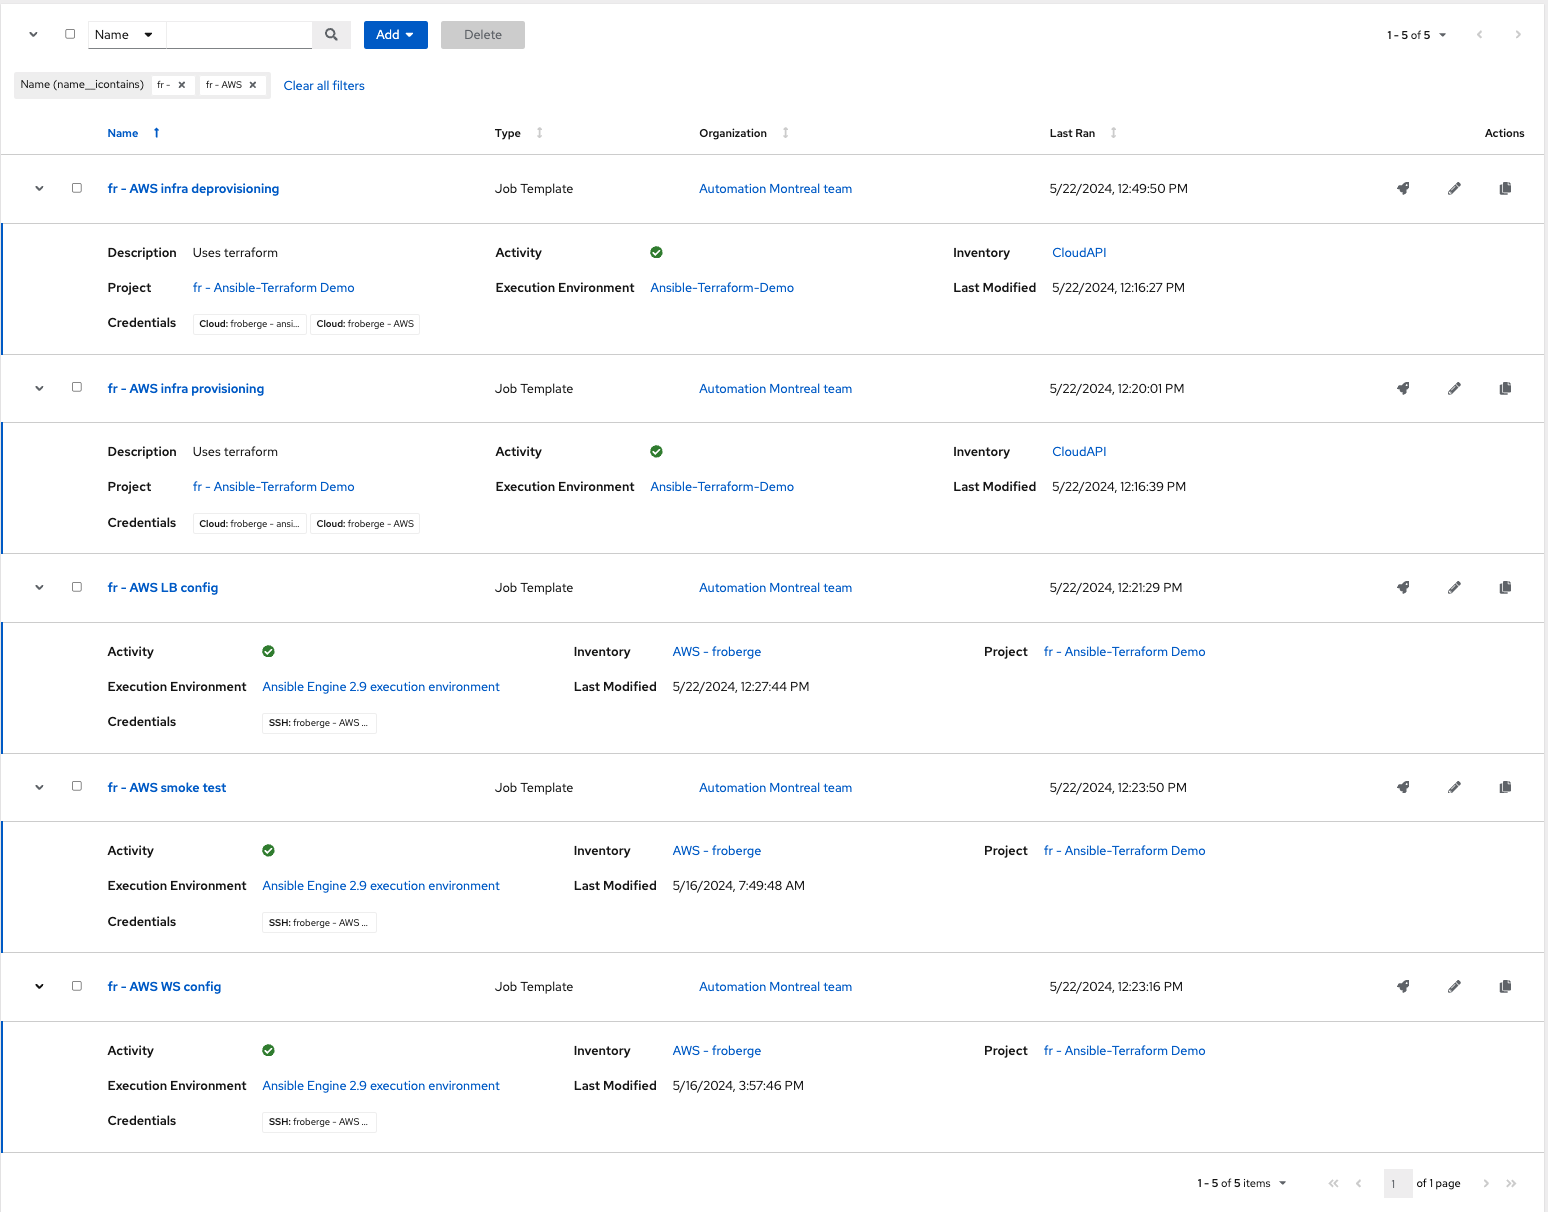 Name Add Delete 1 - 5 of 5
Name (name__icontains) fr - fr - AWS Clear all filters
Name Type Organization Last Ran Actions
fr - AWS infra deprovisioning Job Template Automation Montreal team 5/22/2024, 12:49:50 PM
Description Uses terraform Activity Inventory CloudAPI
Project fr - Ansible-Terraform Demo Execution Environment Ansible-Terraform-Demo Last Modified 5/22/2024, 12:16:27 PM
Credentials Cloud: froberge - ansi... Cloud: froberge - AWS
fr - AWS infra provisioning Job Template Automation Montreal team 5/22/2024, 12:20:01 PM
Description Uses terraform Activity Inventory CloudAPI
Project fr - Ansible-Terraform Demo Execution Environment Ansible-Terraform-Demo Last Modified 5/22/2024, 12:16:39 PM
Credentials Cloud: froberge - ansi... Cloud: froberge - AWS
fr - AWS LB config Job Template Automation Montreal team 5/22/2024, 12:21:29 PM
Activity Inventory AWS - froberge Project fr - Ansible-Terraform Demo
Execution Environment Ansible Engine 2.9 execution environment Last Modified 5/22/2024, 12:27:44 PM
Credentials SSH: froberge - AWS ...
fr - AWS smoke test Job Template Automation Montreal team 5/22/2024, 12:23:50 PM
Activity Inventory AWS - froberge Project fr - Ansible-Terraform Demo
Execution Environment Ansible Engine 2.9 execution environment Last Modified 5/16/2024, 7:49:48 AM
Credentials SSH: froberge - AWS ...
fr - AWS WS config Job Template Automation Montreal team 5/22/2024, 12:23:16 PM
Activity Inventory AWS - froberge Project fr - Ansible-Terraform Demo
Execution Environment Ansible Engine 2.9 execution environment Last Modified 5/16/2024, 3:57:46 PM
Credentials SSH: froberge - AWS ...
1 - 5 of 5 items 1 of 1 page